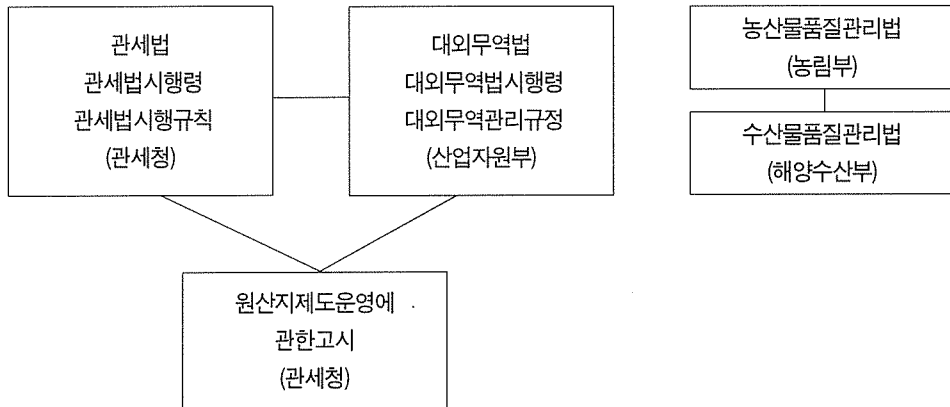 관세법
관세법시행령
관세법시행규칙
(관세청)
대외무역법
대외무역법시행령
대외무역관리규정
(산업자원부)
농산물품질관리법
(농림부)
수산물품질관리법
(해양수산부)
원산지제도운영에
관한고시
(관세청)